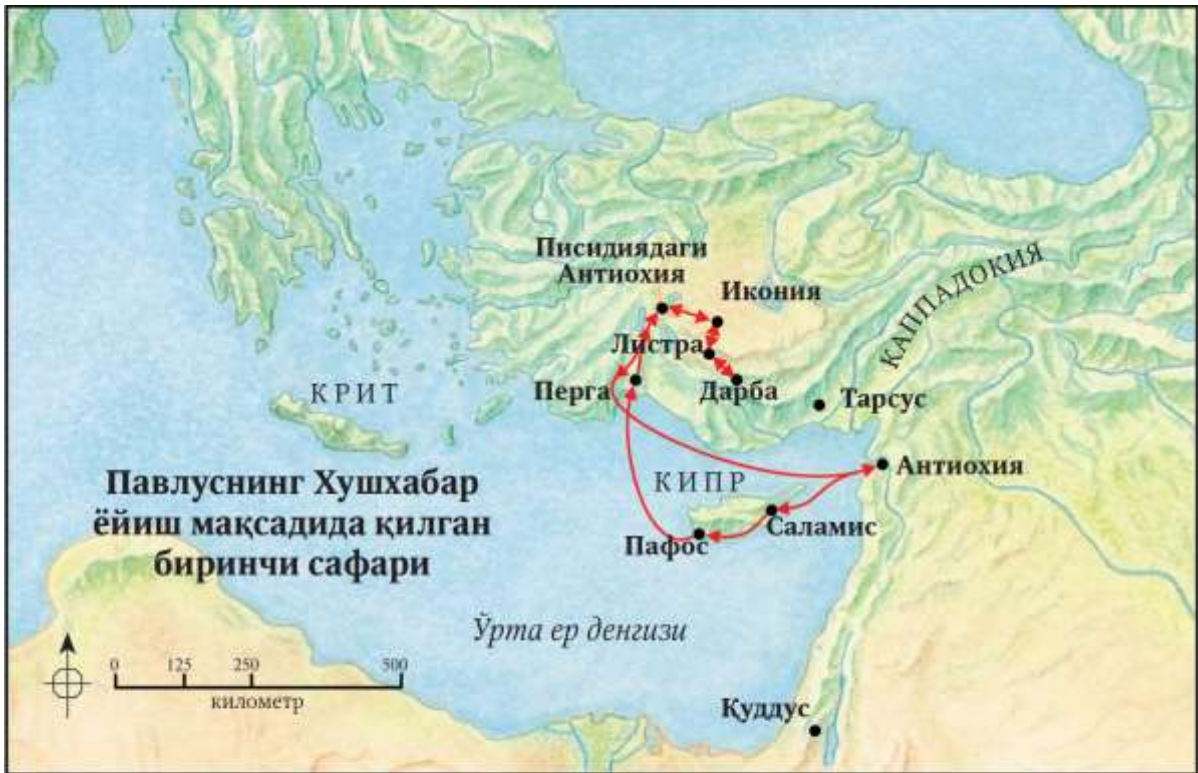 Писидиядаги
Антиохия
Икония
КАППАДОКИЯ
Листра
Перга
Дарба
Тарсус
КРИТ
Антиохия
КИПР
Павлуснинг Хушхабар
ёйиш мақсадида қилган
биринчи сафари
Саламис
Пафос
Ўрта ер денгизи
0 125 250 500
километр
Қуддус